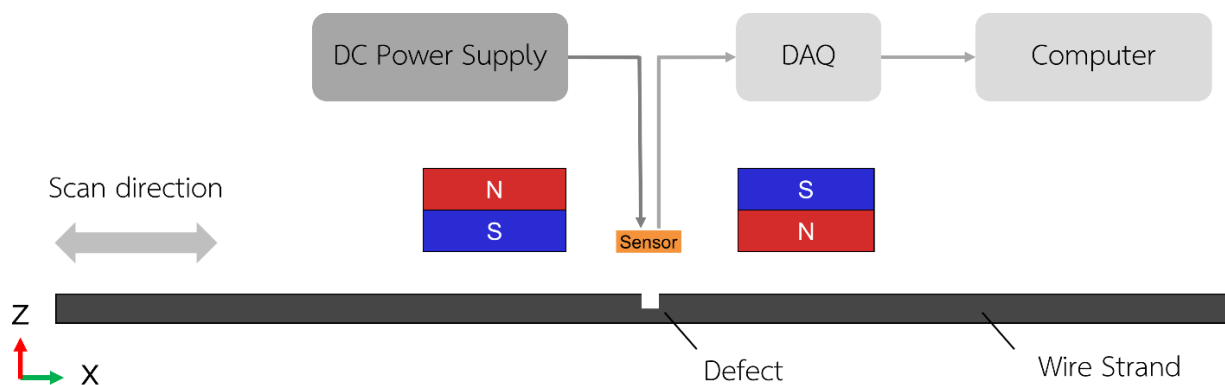 DC Power Supply
DAQ
Computer
Scan direction
N
S
S
N
Sensor
Z
X
Defect
Wire Strand